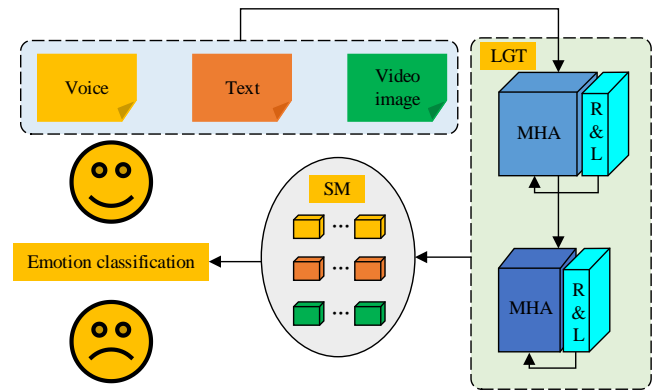 Voice
Text
Video
image
LGT
MHA
R
&
L
SM
...
...
...
Emotion classification
MHA
R
&
L